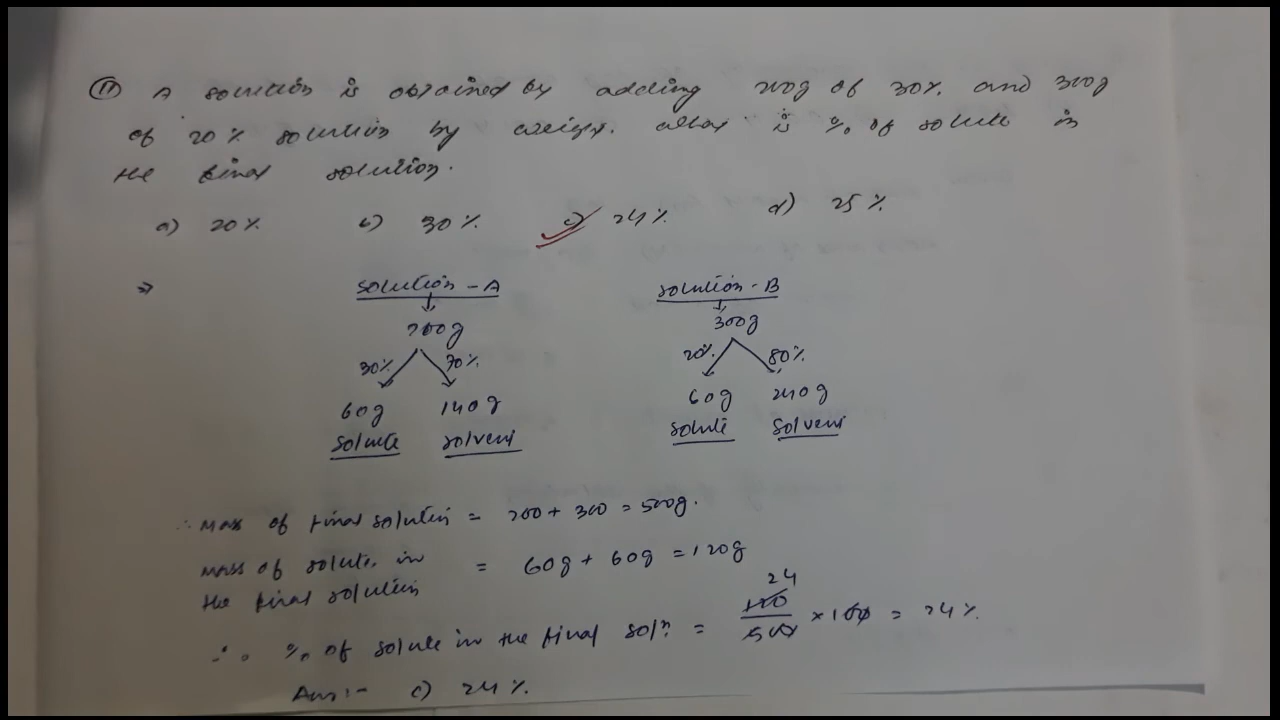 (11) A solution is obtained by adding 200g of 30%. and 300g
of 20% solution by weight. What is % of solute in
the final solution.
a) 20% b) 30% c) 24% d) 25%
⇒ solution - A solution - B
200g 300g
30% 70% 20% 80%
60g 140g 60g 240g
solute solvent solute solvent
∴ Mass of final solution = 200 + 300 = 500g.
Mass of solute in = 60g + 60g = 120g
the final solution
24
∴ % of solute in the final solⁿ. = 120/500 × 100 = 24%.
Ans:- c) 24%.